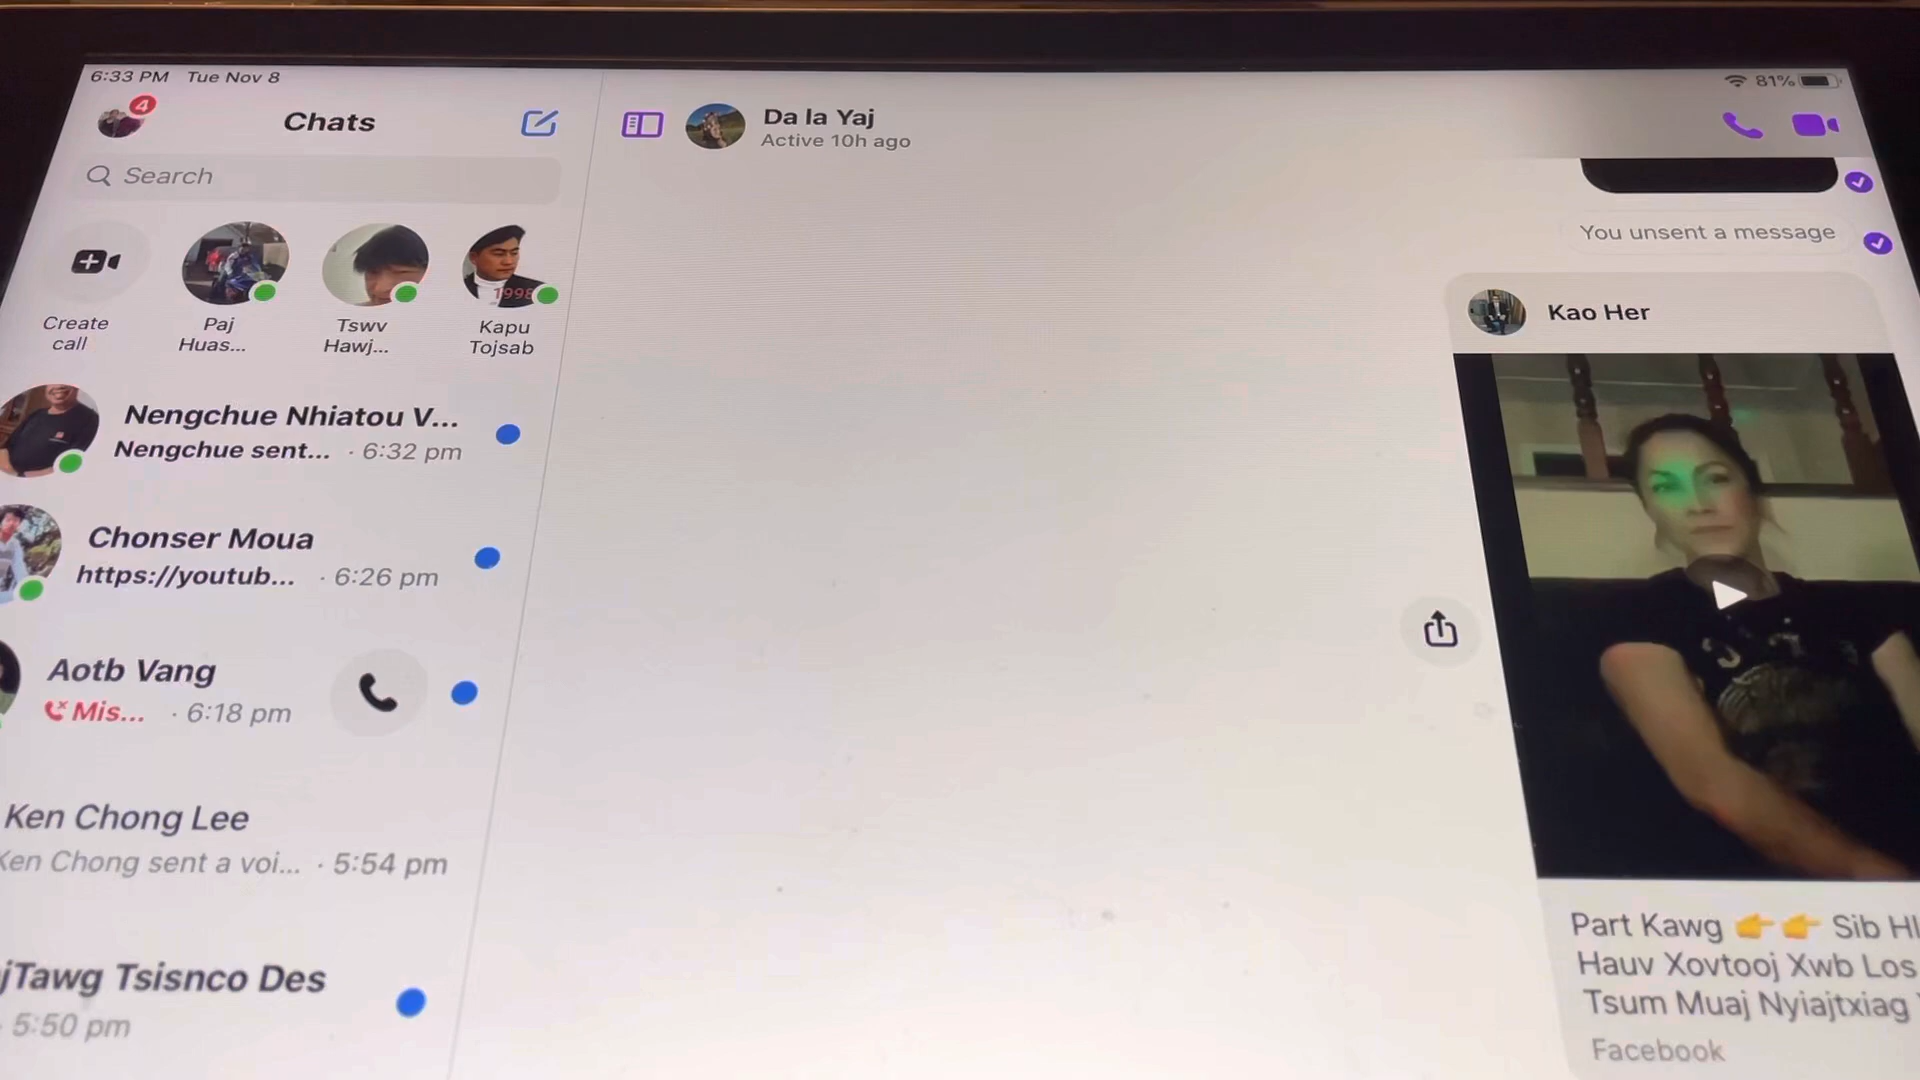 6:33 PM Tue Nov 8
81%
4
Chats
Search
Create
call
Paj
Huas...
Tswv
Hawj...
1998
Kapu
Tojsab
Nengchue Nhiatou V...
Nengchue sent... · 6:32 pm
Chonser Moua
https://youtub... · 6:26 pm
Aotb Vang
Mis... · 6:18 pm
Ken Chong Lee
Ken Chong sent a voi... · 5:54 pm
jTawg Tsisnco Des
· 5:50 pm
Da la Yaj
Active 10h ago
You unsent a message
Kao Her
Part Kawg 👉👉 Sib Hl
Hauv Xovtooj Xwb Los
Tsum Muaj Nyiajtxiag
Facebook